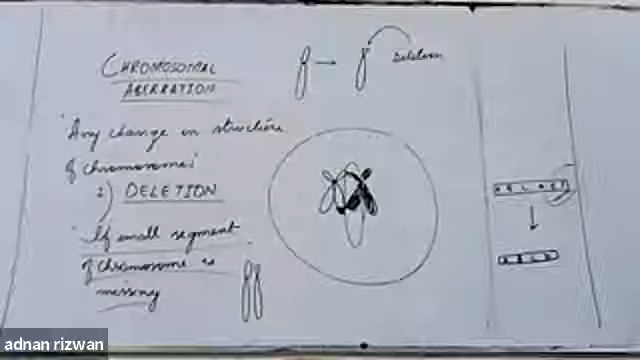 CHROMOSOMAL
ABERRATION
Deletion
"Any change in structure
of chromosome"
1) DELETION
"If small segment
of chromosome is
missing
adnan rizwan